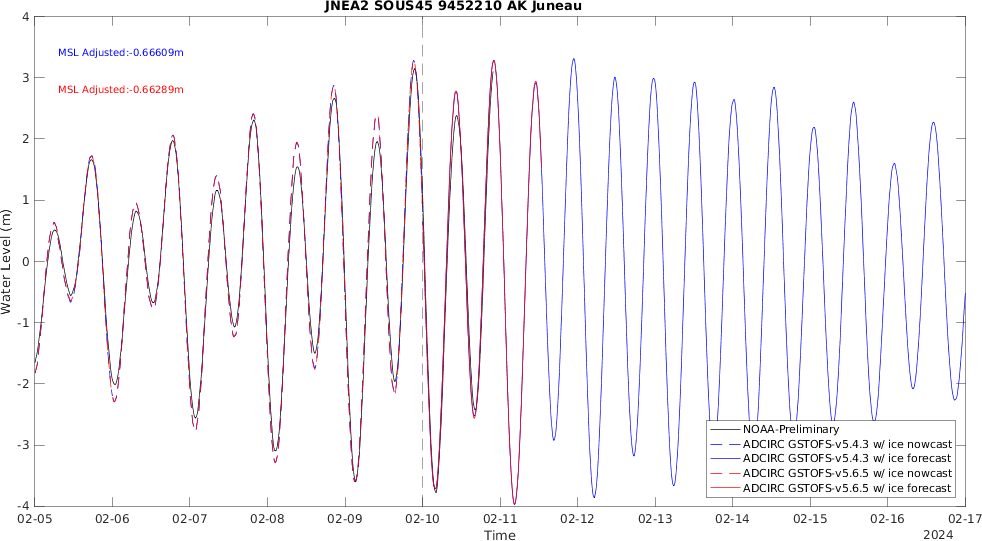 JNEA2 SOUS45 9452210 AK Juneau
MSL Adjusted:-0.66609m
MSL Adjusted:-0.66289m
Water Level (m)
4
3
2
1
0
-1
-2
-3
-4
NOAA-Preliminary
ADCIRC GSTOFS-v5.4.3 w/ ice nowcast
ADCIRC GSTOFS-v5.4.3 w/ ice forecast
ADCIRC GSTOFS-v5.6.5 w/ ice nowcast
ADCIRC GSTOFS-v5.6.5 w/ ice forecast
02-05 02-06 02-07 02-08 02-09 02-10 02-11 02-12 02-13 02-14 02-15 02-16 02-17
Time
2024